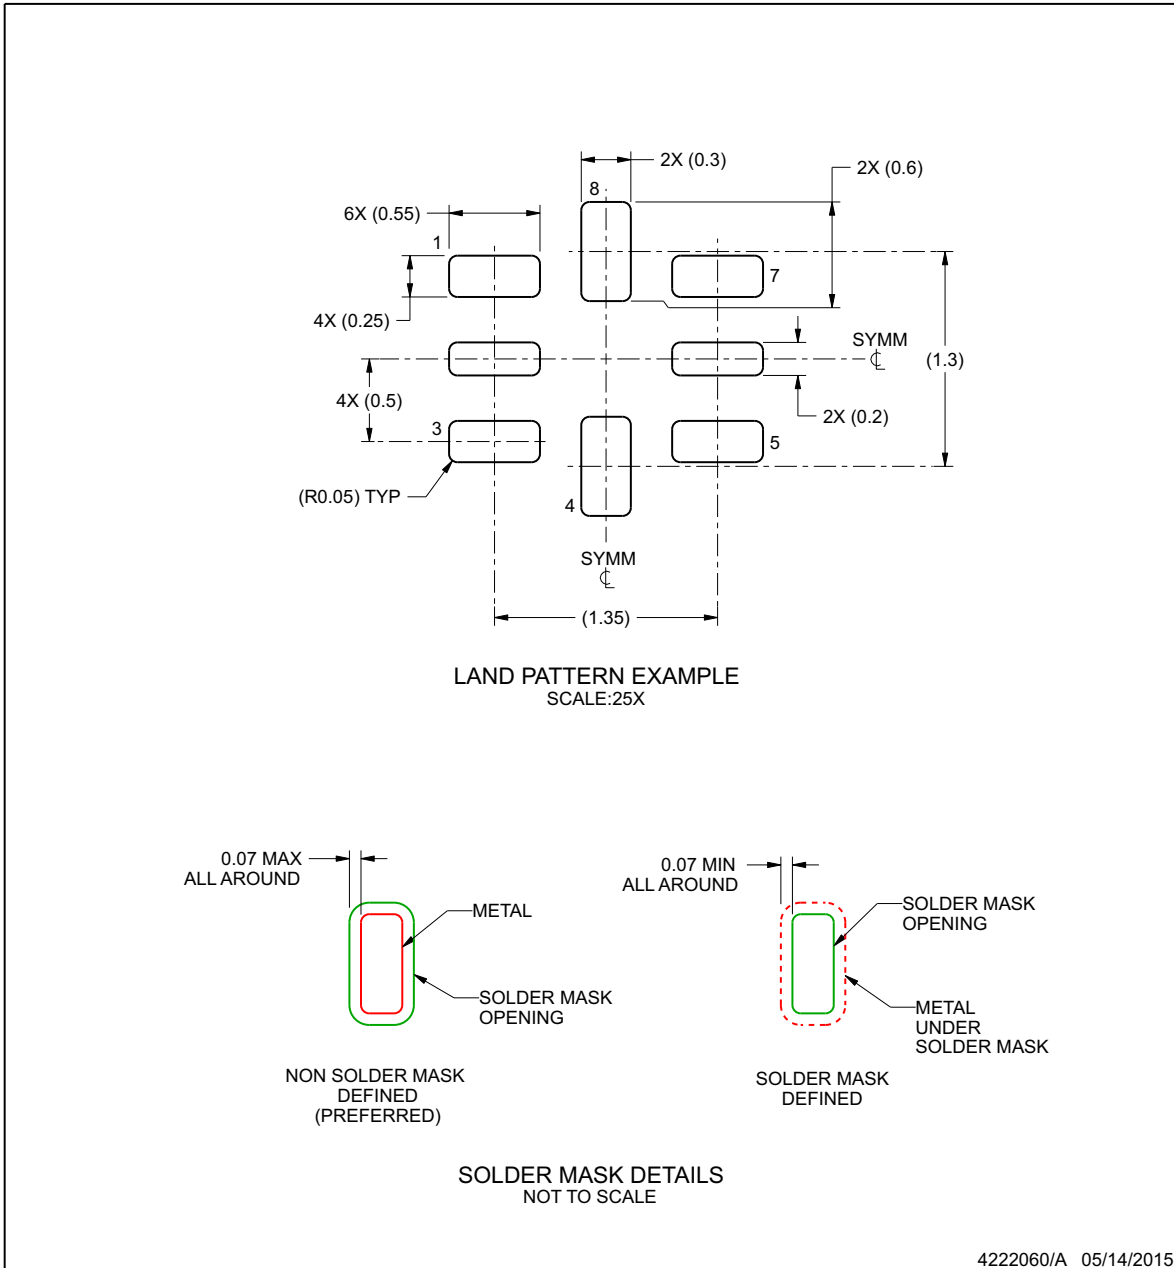 2X (0.3)
2X (0.6)
8
6X (0.55)
1
7
4X (0.25)
SYMM
℄
(1.3)
4X (0.5)
2X (0.2)
3
5
(R0.05) TYP
4
SYMM
℄
(1.35)
LAND PATTERN EXAMPLE
SCALE:25X
0.07 MAX
ALL AROUND
METAL
SOLDER MASK
OPENING
NON SOLDER MASK
DEFINED
(PREFERRED)
0.07 MIN
ALL AROUND
SOLDER MASK
OPENING
METAL
UNDER
SOLDER MASK
SOLDER MASK
DEFINED
SOLDER MASK DETAILS
NOT TO SCALE
4222060/A 05/14/2015